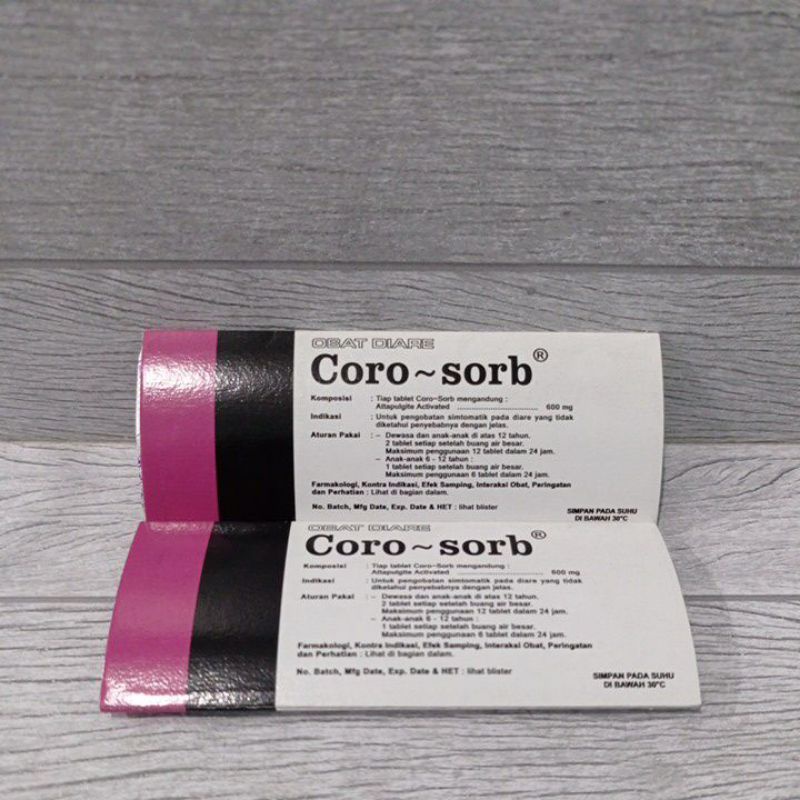 OBAT DIARE
Coro~sorb®
Komposisi : Tiap tablet Coro~Sorb mengandung :
Attapulgite Activated ................................ 600 mg
Indikasi : Untuk pengobatan simtomatik pada diare yang tidak
diketahui penyebabnya dengan jelas.
Aturan Pakai : – Dewasa dan anak-anak di atas 12 tahun.
2 tablet setiap setelah buang air besar.
Maksimum penggunaan 12 tablet dalam 24 jam.
– Anak-anak 6 - 12 tahun :
1 tablet setiap setelah buang air besar.
Maksimum penggunaan 6 tablet dalam 24 jam.
Farmakologi, Kontra Indikasi, Efek Samping, Interaksi Obat, Peringatan
dan Perhatian : Lihat di bagian dalam.
No. Batch, Mfg Date, Exp. Date & HET : lihat blister
SIMPAN PADA SUHU
DI BAWAH 30°C
OBAT DIARE
Coro~sorb®
Komposisi : Tiap tablet Coro~Sorb mengandung :
Attapulgite Activated ................................ 600 mg
Indikasi : Untuk pengobatan simtomatik pada diare yang tidak
diketahui penyebabnya dengan jelas.
Aturan Pakai : – Dewasa dan anak-anak di atas 12 tahun.
2 tablet setiap setelah buang air besar.
Maksimum penggunaan 12 tablet dalam 24 jam.
– Anak-anak 6 - 12 tahun :
1 tablet setiap setelah buang air besar.
Maksimum penggunaan 6 tablet dalam 24 jam.
Farmakologi, Kontra Indikasi, Efek Samping, Interaksi Obat, Peringatan
dan Perhatian : Lihat di bagian dalam.
No. Batch, Mfg Date, Exp. Date & HET : lihat blister
SIMPAN PADA SUHU
DI BAWAH 30°C